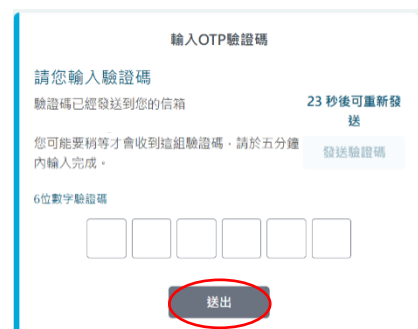 輸入OTP驗證碼
請您輸入驗證碼
驗證碼已經發送到您的信箱
23 秒後可重新發
送
您可能要稍等才會收到這組驗證碼，請於五分鐘
內輸入完成。
發送驗證碼
6位數字驗證碼
送出